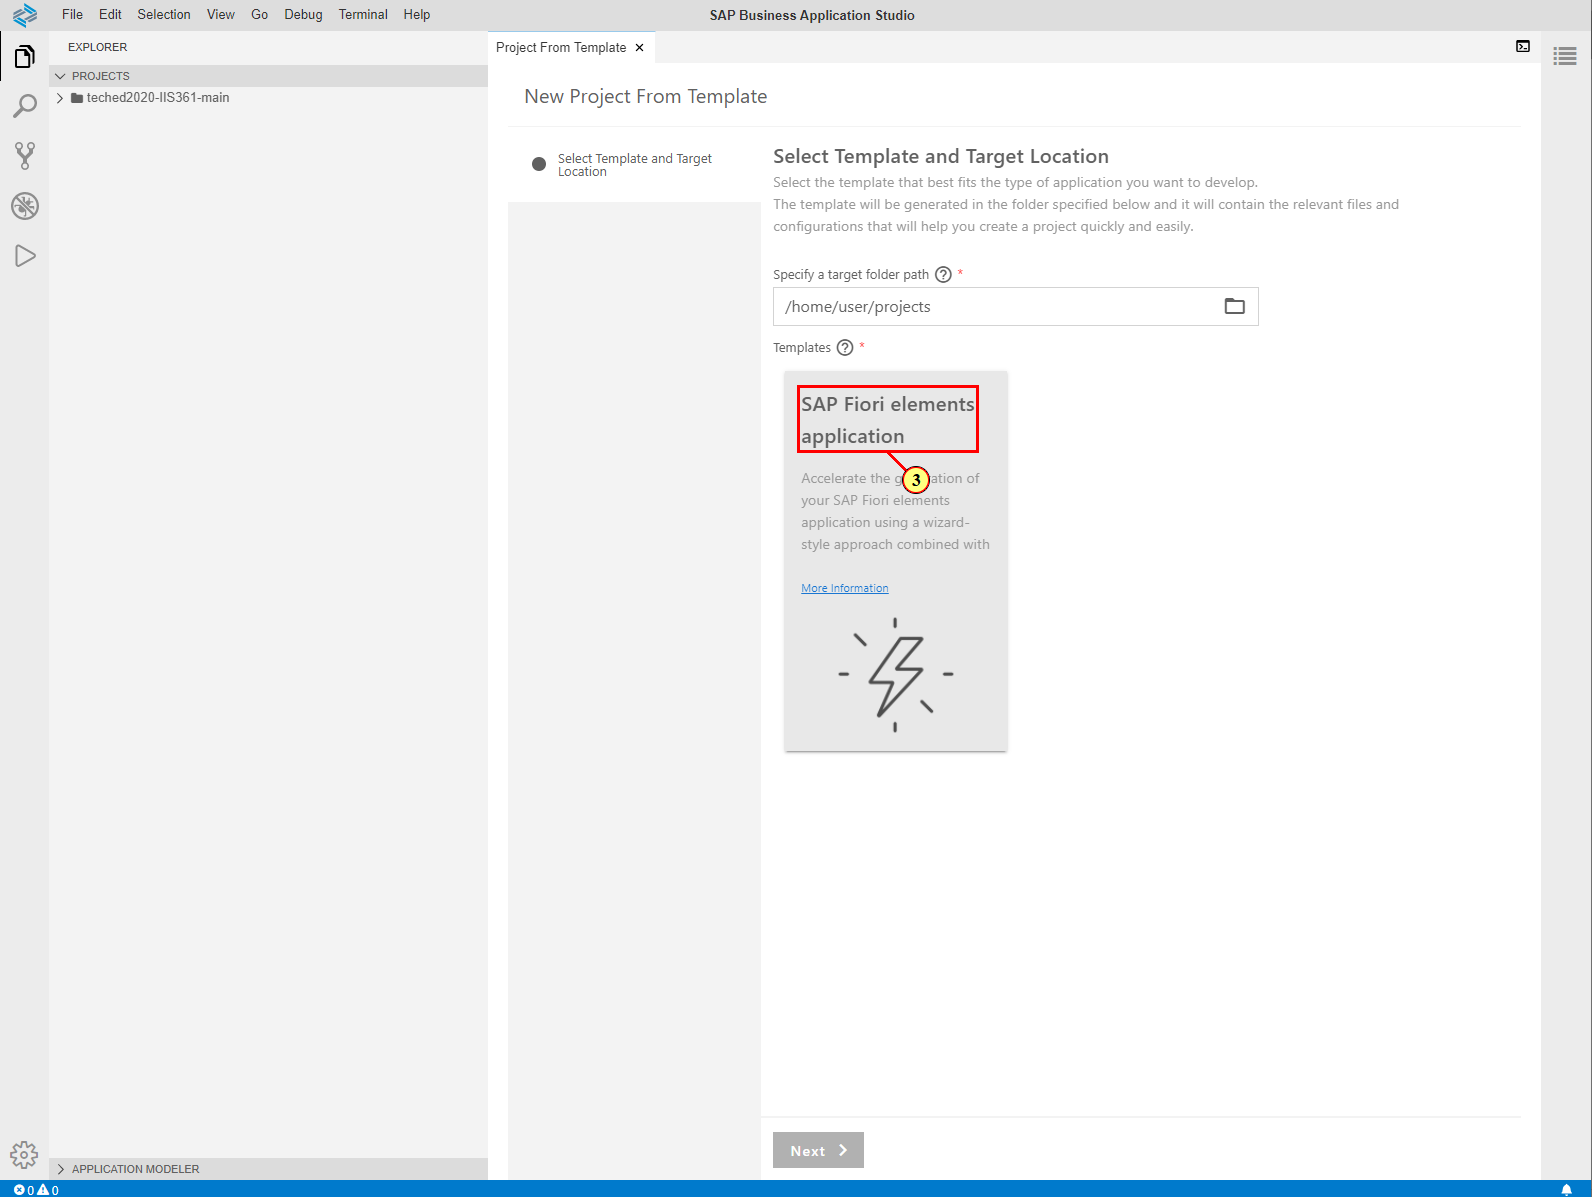 File Edit Selection View Go Debug Terminal Help
SAP Business Application Studio
EXPLORER
PROJECTS
teched2020-IIS361-main
Project From Template
New Project From Template
Select Template and Target
Location
Select Template and Target Location
Select the template that best fits the type of application you want to develop.
The template will be generated in the folder specified below and it will contain the relevant files and
configurations that will help you create a project quickly and easily.
Specify a target folder path ? *
/home/user/projects
Templates ? *
SAP Fiori elements
application
3
Accelerate the g ation of
your SAP Fiori elements
application using a wizard-
style approach combined with
More Information
Next
APPLICATION MODELER
0 0